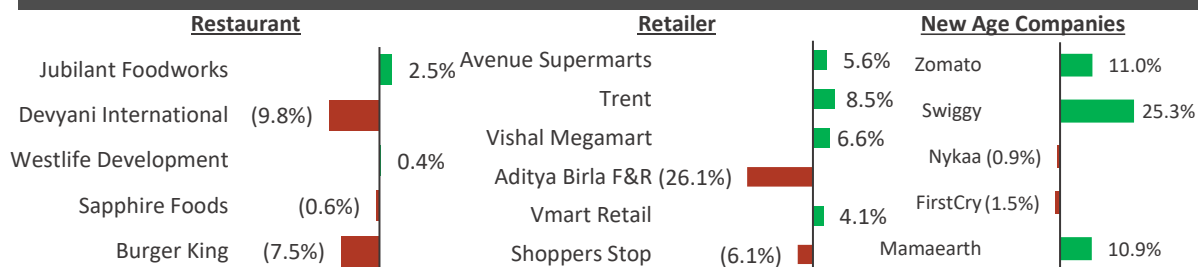 Restaurant
Jubilant Foodworks 2.5%
Devyani International (9.8%)
Westlife Development 0.4%
Sapphire Foods (0.6%)
Burger King (7.5%)
Retailer
Avenue Supermarts 5.6%
Trent 8.5%
Vishal Megamart 6.6%
Aditya Birla F&R (26.1%)
Vmart Retail 4.1%
Shoppers Stop (6.1%)
New Age Companies
Zomato 11.0%
Swiggy 25.3%
Nykaa (0.9%)
FirstCry (1.5%)
Mamaearth 10.9%